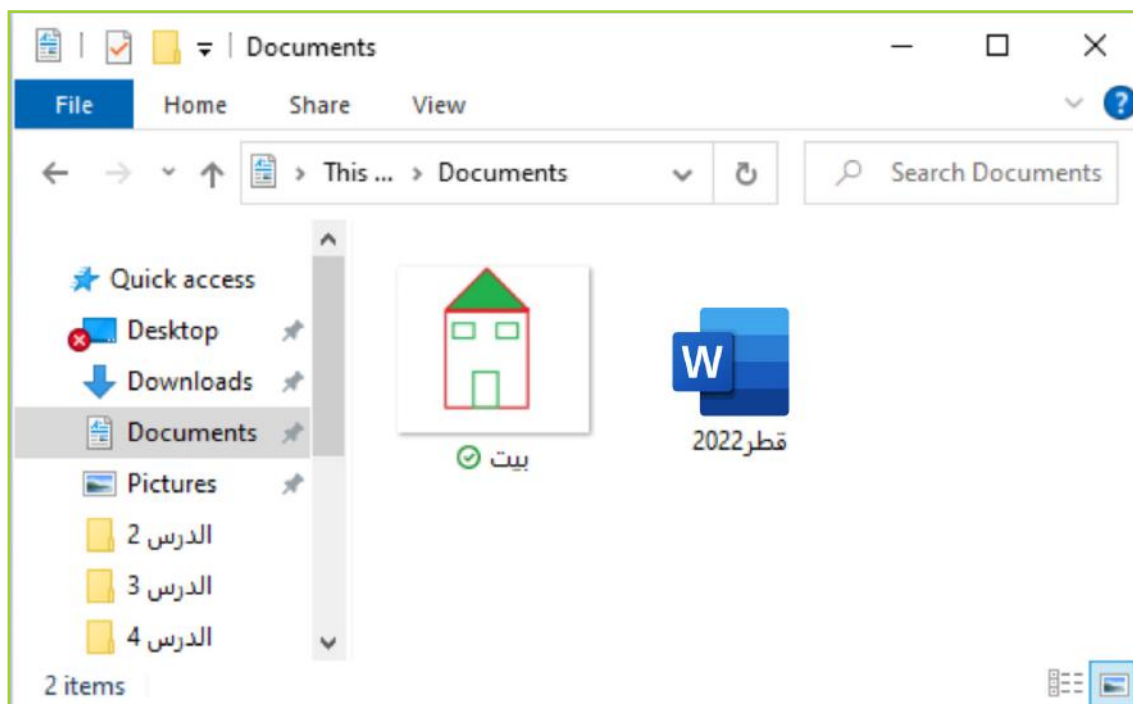 Documents
File Home Share View
This ... Documents Search Documents
Quick access
Desktop
Downloads
Documents
Pictures
الدرس 2
الدرس 3
الدرس 4
بيت
W
قطر2022
2 items